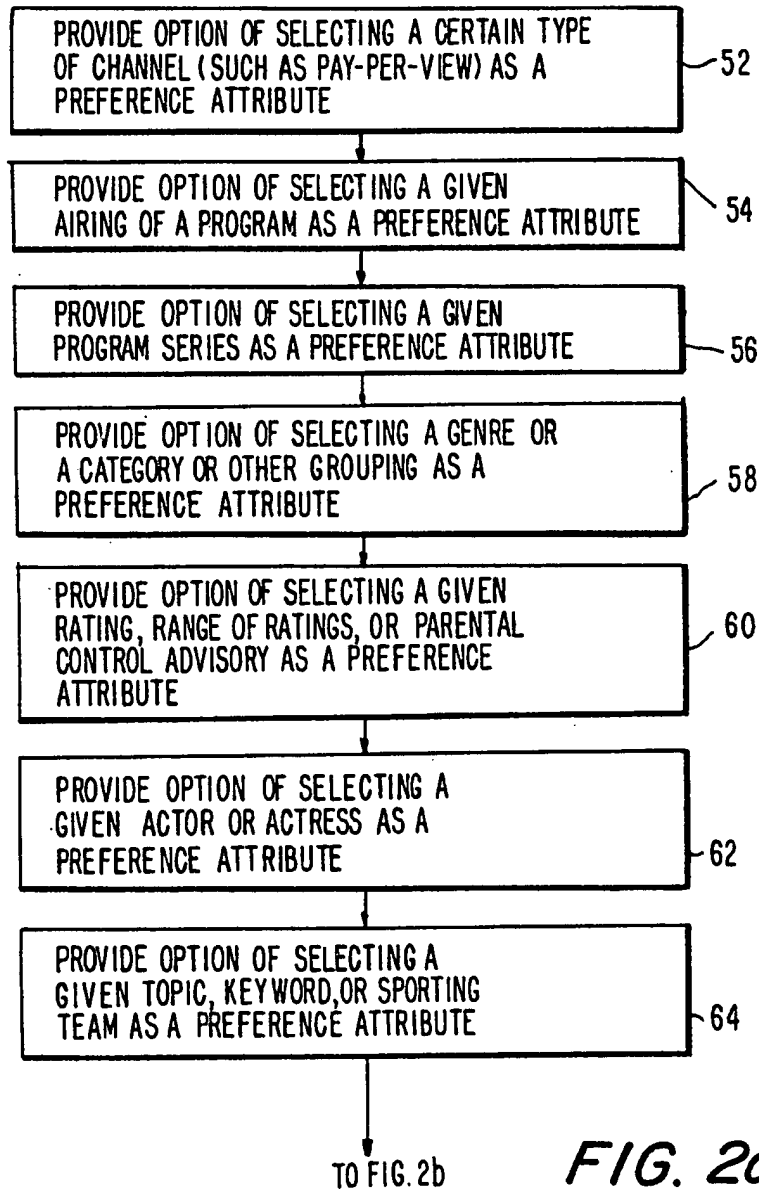 PROVIDE OPTION OF SELECTING A CERTAIN TYPE
OF CHANNEL (SUCH AS PAY-PER-VIEW) AS A
PREFERENCE ATTRIBUTE
52
PROVIDE OPTION OF SELECTING A GIVEN
AIRING OF A PROGRAM AS A PREFERENCE ATTRIBUTE
54
PROVIDE OPTION OF SELECTING A GIVEN
PROGRAM SERIES AS A PREFERENCE ATTRIBUTE
56
PROVIDE OPTION OF SELECTING A GENRE OR
A CATEGORY OR OTHER GROUPING AS A
PREFERENCE ATTRIBUTE
58
PROVIDE OPTION OF SELECTING A GIVEN
RATING, RANGE OF RATINGS, OR PARENTAL
CONTROL ADVISORY AS A PREFERENCE
ATTRIBUTE
60
PROVIDE OPTION OF SELECTING A
GIVEN ACTOR OR ACTRESS AS A
PREFERENCE ATTRIBUTE
62
PROVIDE OPTION OF SELECTING A
GIVEN TOPIC, KEYWORD, OR SPORTING
TEAM AS A PREFERENCE ATTRIBUTE
64
TO FIG. 2b
FIG.